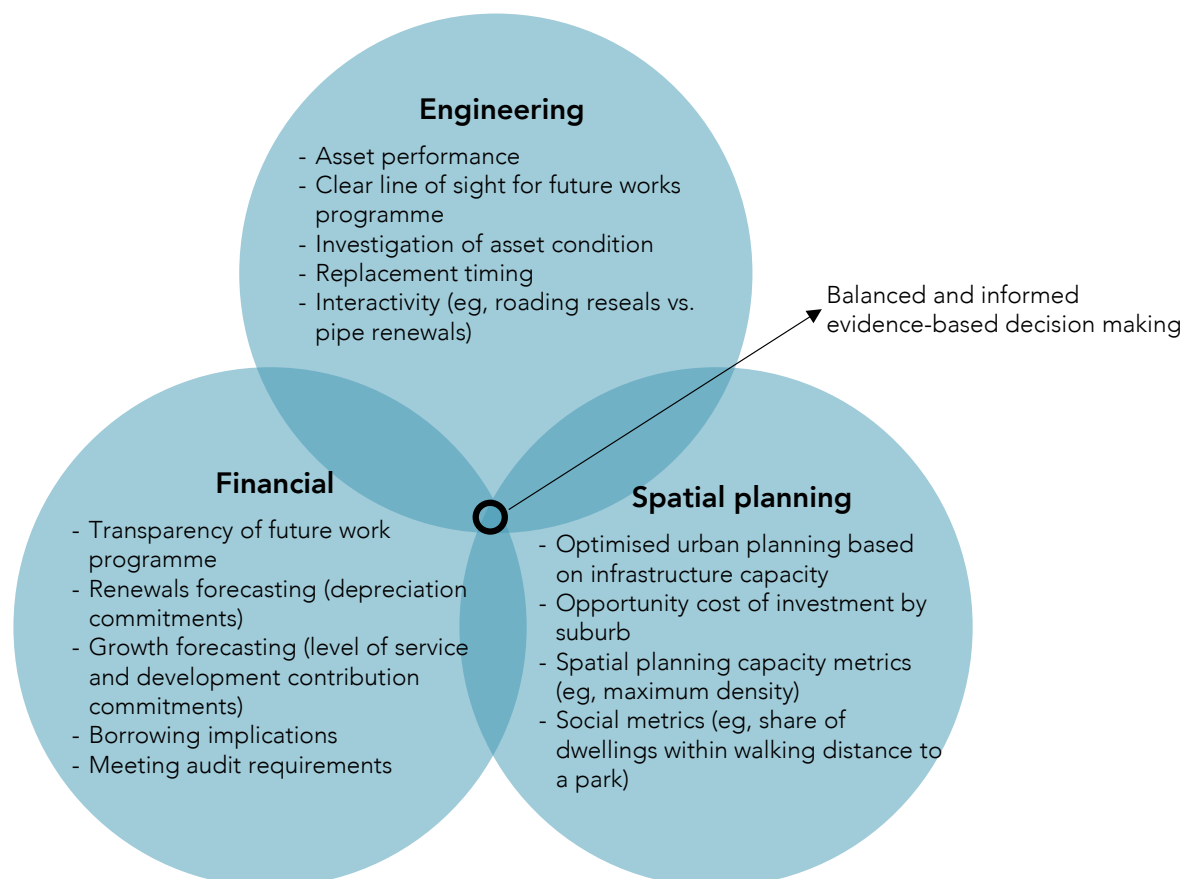 Engineering
- Asset performance
- Clear line of sight for future works
programme
- Investigation of asset condition
- Replacement timing
- Interactivity (eg, roading reseals vs.
pipe renewals)
Balanced and informed
evidence-based decision making
Financial
- Transparency of future work
programme
- Renewals forecasting (depreciation
commitments)
- Growth forecasting (level of service
and development contribution
commitments)
- Borrowing implications
- Meeting audit requirements
Spatial planning
- Optimised urban planning based
on infrastructure capacity
- Opportunity cost of investment by
suburb
- Spatial planning capacity metrics
(eg, maximum density)
- Social metrics (eg, share of
dwellings within walking distance to
a park)